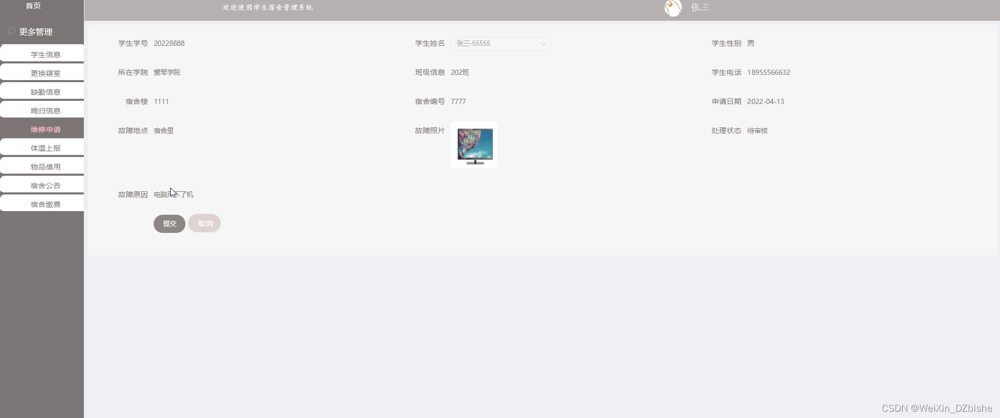 首页
欢迎使用学生宿舍管理系统
张三
更多管理
学生信息
更换寝室
缺勤信息
晚归信息
维修申请
体温上报
物品借用
宿舍公告
宿舍缴费
学生学号 20228888 学生姓名 张三-55555 学生性别 男
所在学院 爱琴学院 班级信息 202班 学生电话 18955566632
宿舍楼 1111 宿舍编号 7777 申请日期 2022-04-13
故障地点 宿舍里 故障照片 处理状态 待审核
故障原因 电脑开不了机
提交 取消
CSDN @WeiXin_DZbishe